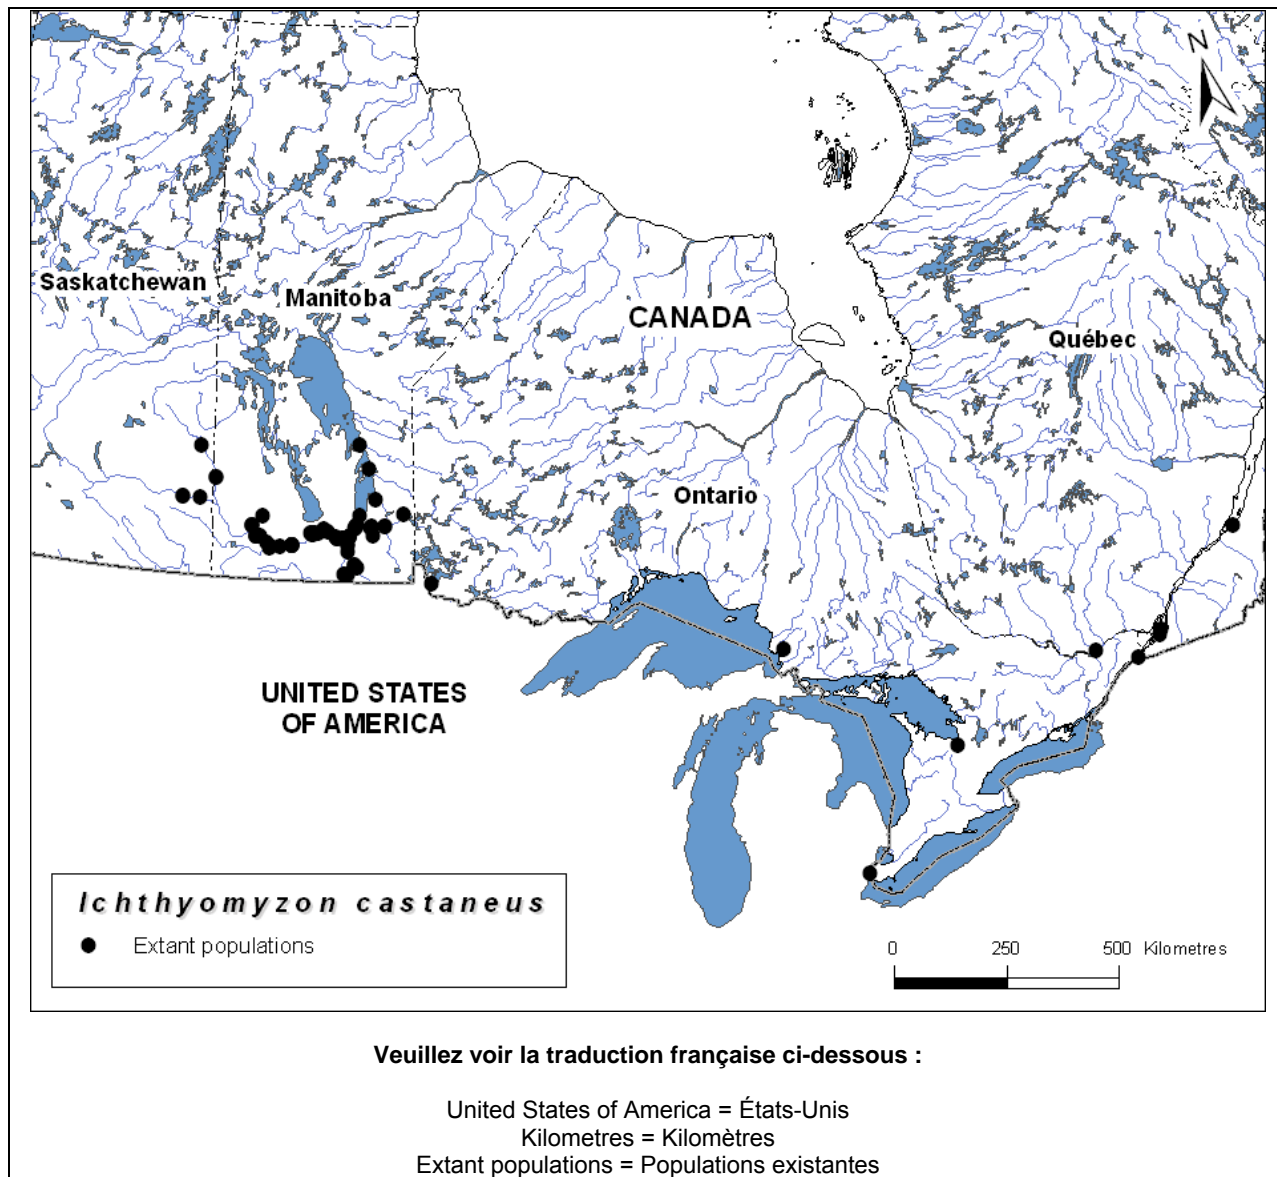 N
Saskatchewan
Manitoba
CANADA
Québec
Ontario
UNITED STATES
OF AMERICA
Ichthyomyzon castaneus
Extant populations
0 250 500 Kilometres
Veuillez voir la traduction française ci-dessous :
United States of America = États-Unis
Kilometres = Kilomètres
Extant populations = Populations existantes